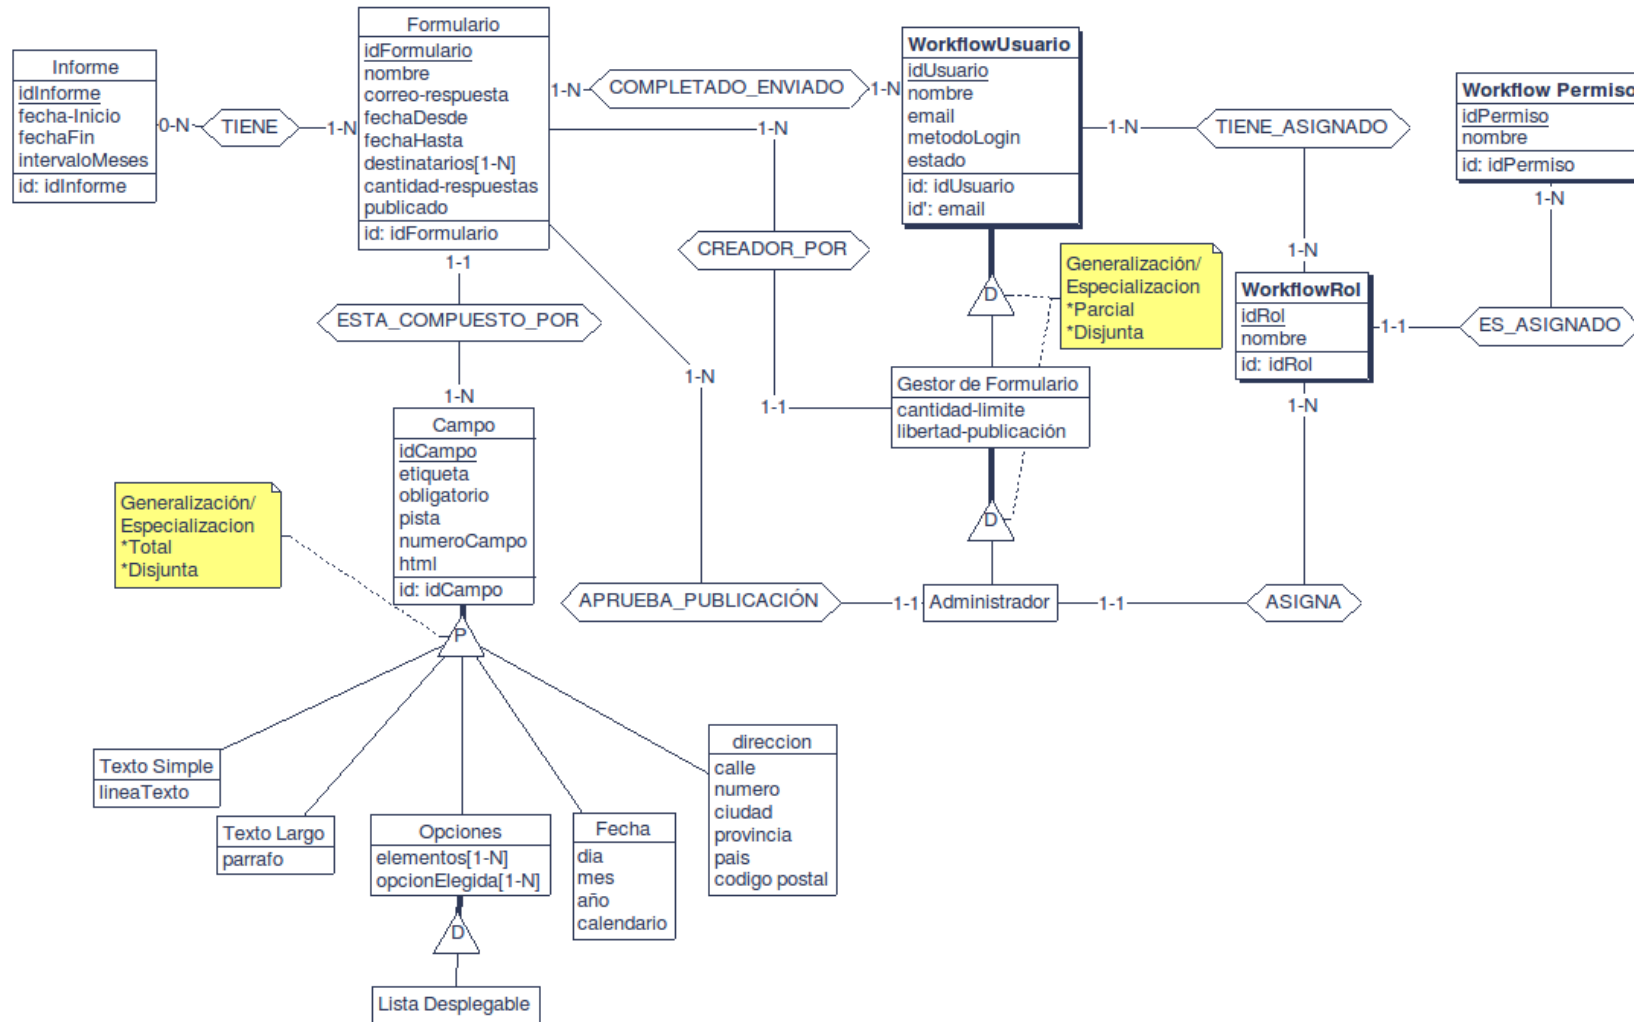 Formulario
idFormulario
nombre
correo-respuesta
fechaDesde
fechaHasta
destinatarios[1-N]
cantidad-respuestas
publicado
id: idFormulario
Informe
idInforme
fecha-Inicio
fechaFin
intervaloMeses
id: idInforme
0-N
TIENE
1-N
1-N
COMPLETADO_ENVIADO
1-N
WorkflowUsuario
idUsuario
nombre
email
metodoLogin
estado
id: idUsuario
id': email
1-N
TIENE_ASIGNADO
Workflow Permiso
idPermiso
nombre
id: idPermiso
1-N
1-N
CREADOR_POR
1-N
1-1
ESTA_COMPUESTO_POR
1-N
D
Generalización/
Especializacion
*Parcial
*Disjunta
WorkflowRol
idRol
nombre
id: idRol
1-1
ES_ASIGNADO
1-N
1-1
Gestor de Formulario
cantidad-limite
libertad-publicación
1-N
Campo
idCampo
etiqueta
obligatorio
pista
numeroCampo
html
id: idCampo
Generalización/
Especializacion
*Total
*Disjunta
D
APRUEBA_PUBLICACIÓN
1-1
Administrador
1-1
ASIGNA
P
Texto Simple
lineaTexto
Texto Largo
parrafo
Opciones
elementos[1-N]
opcionElegida[1-N]
Fecha
dia
mes
año
calendario
direccion
calle
numero
ciudad
provincia
pais
codigo postal
D
Lista Desplegable